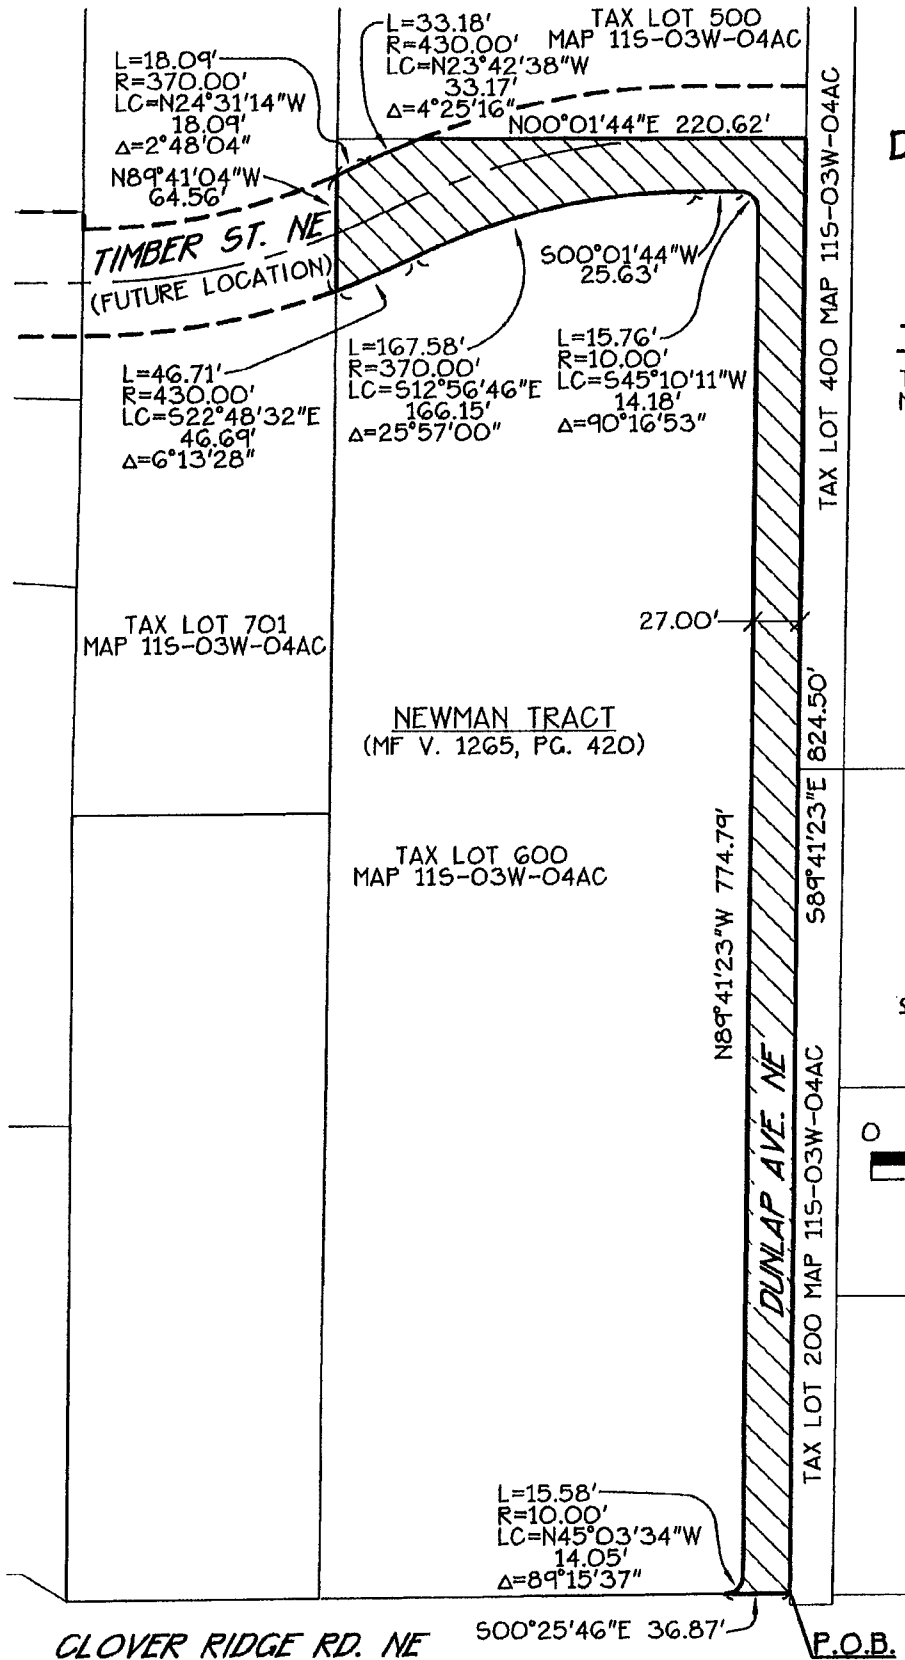 TAX LOT 500
MAP 11S-03W-04AC
L=33.18'
R=430.00'
LC=N23°42'38"W
33.17'
Δ=4°25'16"
L=18.09'
R=370.00'
LC=N24°31'14"W
18.09'
Δ=2°48'04"
N00°01'44"E 220.62'
N89°41'04"W
64.56'
TIMBER ST. NE
(FUTURE LOCATION)
S00°01'44"W
25.63'
TAX LOT 400 MAP 11S-03W-04AC
L=46.71'
R=430.00'
LC=S22°48'32"E
46.69'
Δ=6°13'28"
L=167.58'
R=370.00'
LC=S12°56'46"E
166.15'
Δ=25°57'00"
L=15.76'
R=10.00'
LC=S45°10'11"W
14.18'
Δ=90°16'53"
TAX LOT 701
MAP 11S-03W-04AC
27.00'
NEWMAN TRACT
(MF V. 1265, PG. 420)
S89°41'23"E 824.50'
TAX LOT 600
MAP 11S-03W-04AC
N89°41'23"W 774.79'
DUNLAP AVE. NE
TAX LOT 200 MAP 11S-03W-04AC
0
L=15.58'
R=10.00'
LC=N45°03'34"W
14.05'
Δ=89°15'37"
S00°25'46"E 36.87'
CLOVER RIDGE RD. NE
P.O.B.